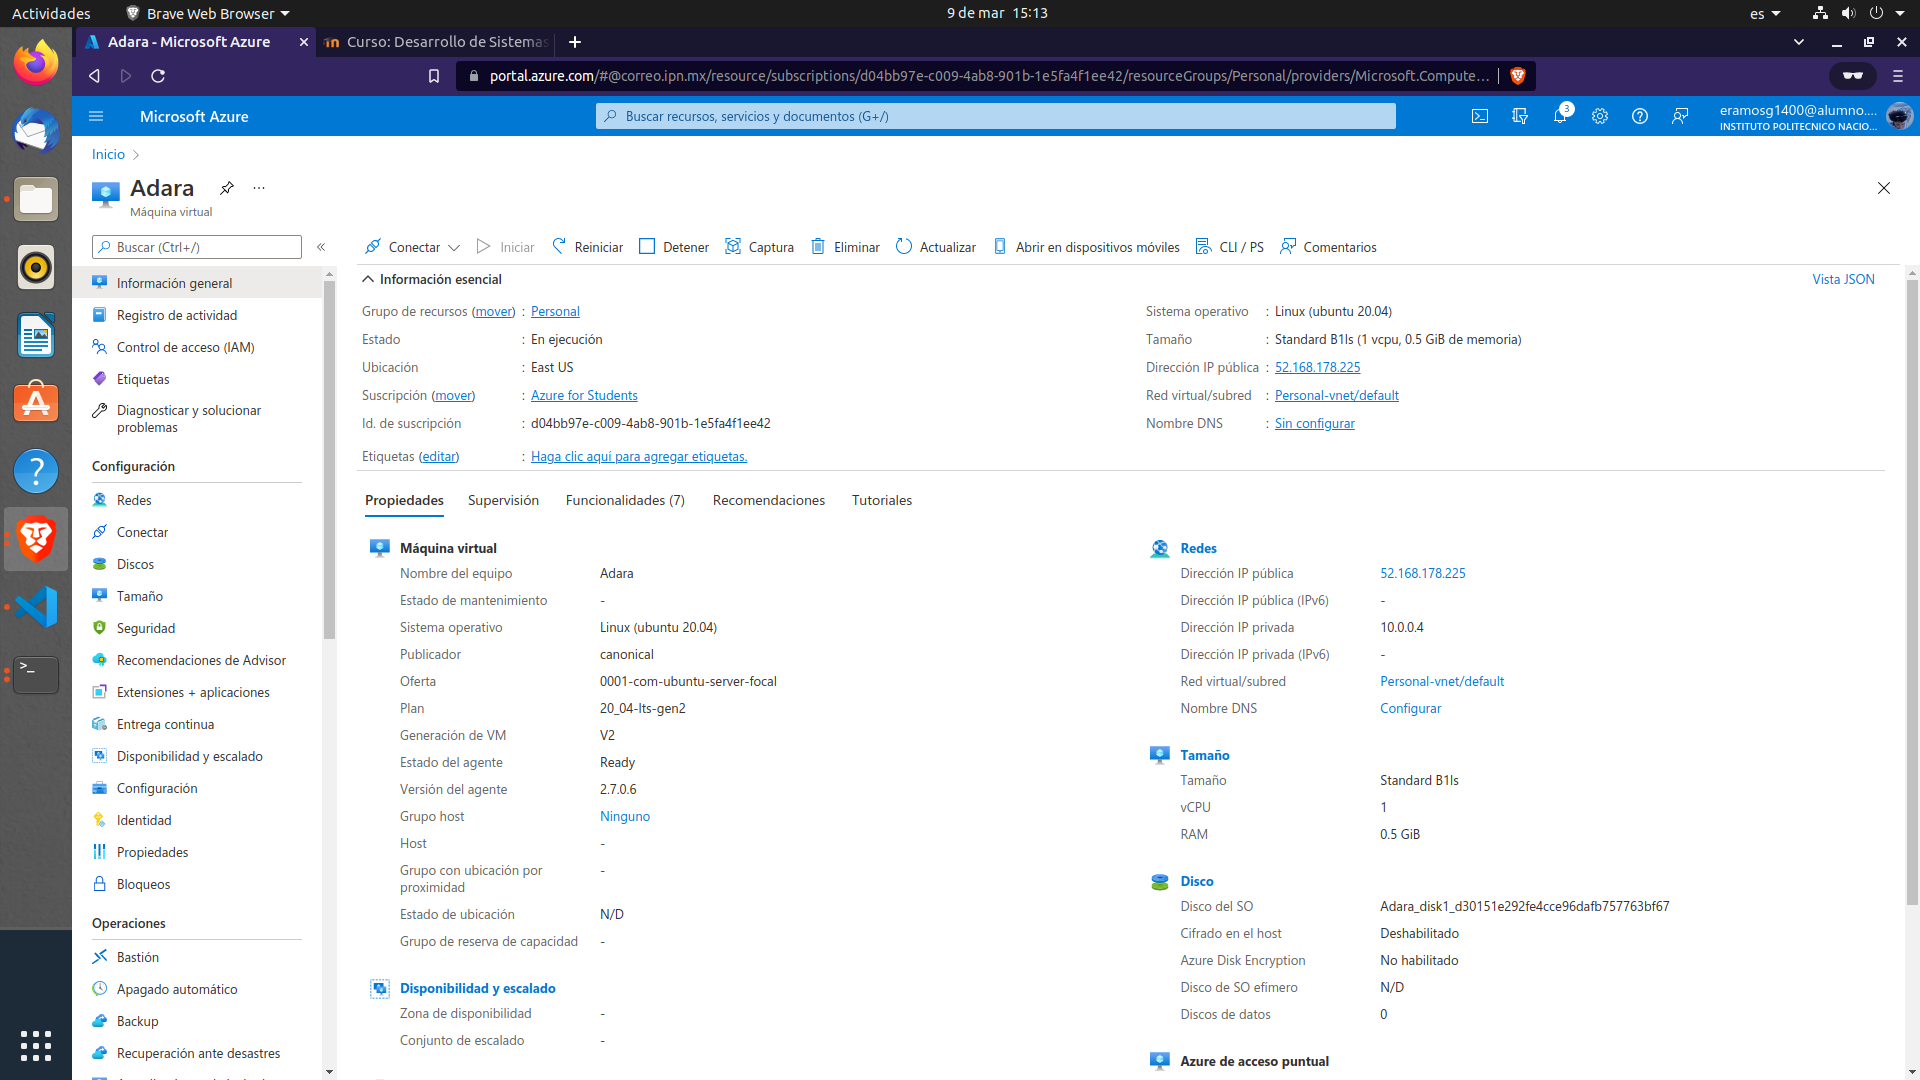 Actividades
Brave Web Browser
9 de mar 15:13
es
Adara - Microsoft Azure
Curso: Desarrollo de Sistemas
portal.azure.com/#@correo.ipn.mx/resource/subscriptions/d04bb97e-c009-4ab8-901b-1e5fa4f1ee42/resourceGroups/Personal/providers/Microsoft.Compute...
Microsoft Azure
Buscar recursos, servicios y documentos (G+/)
3
eramosg1400@alumno....
INSTITUTO POLITECNICO NACIO...
Inicio
Adara
Máquina virtual
Buscar (Ctrl+/)
Conectar
Iniciar
Reiniciar
Detener
Captura
Eliminar
Actualizar
Abrir en dispositivos móviles
CLI / PS
Comentarios
Información general
Registro de actividad
Control de acceso (IAM)
Etiquetas
Diagnosticar y solucionar
problemas
Configuración
Redes
Conectar
Discos
Tamaño
Seguridad
Recomendaciones de Advisor
Extensiones + aplicaciones
Entrega continua
Disponibilidad y escalado
Configuración
Identidad
Propiedades
Bloqueos
Operaciones
Bastión
Apagado automático
Backup
Recuperación ante desastres
Información esencial
Vista JSON
Grupo de recursos (mover) : Personal
Estado : En ejecución
Ubicación : East US
Suscripción (mover) : Azure for Students
Id. de suscripción : d04bb97e-c009-4ab8-901b-1e5fa4f1ee42
Etiquetas (editar) : Haga clic aquí para agregar etiquetas.
Sistema operativo : Linux (ubuntu 20.04)
Tamaño : Standard B1ls (1 vcpu, 0.5 GiB de memoria)
Dirección IP pública : 52.168.178.225
Red virtual/subred : Personal-vnet/default
Nombre DNS : Sin configurar
Propiedades
Supervisión
Funcionalidades (7)
Recomendaciones
Tutoriales
Máquina virtual
Nombre del equipo Adara
Estado de mantenimiento -
Sistema operativo Linux (ubuntu 20.04)
Publicador canonical
Oferta 0001-com-ubuntu-server-focal
Plan 20_04-lts-gen2
Generación de VM V2
Estado del agente Ready
Versión del agente 2.7.0.6
Grupo host Ninguno
Host -
Grupo con ubicación por -
proximidad
Estado de ubicación N/D
Grupo de reserva de capacidad -
Disponibilidad y escalado
Zona de disponibilidad -
Conjunto de escalado -
Redes
Dirección IP pública 52.168.178.225
Dirección IP pública (IPv6) -
Dirección IP privada 10.0.0.4
Dirección IP privada (IPv6) -
Red virtual/subred Personal-vnet/default
Nombre DNS Configurar
Tamaño
Tamaño Standard B1ls
vCPU 1
RAM 0.5 GiB
Disco
Disco del SO Adara_disk1_d30151e292fe4cce96dafb757763bf67
Cifrado en el host Deshabilitado
Azure Disk Encryption No habilitado
Disco de SO efímero N/D
Discos de datos 0
Azure de acceso puntual